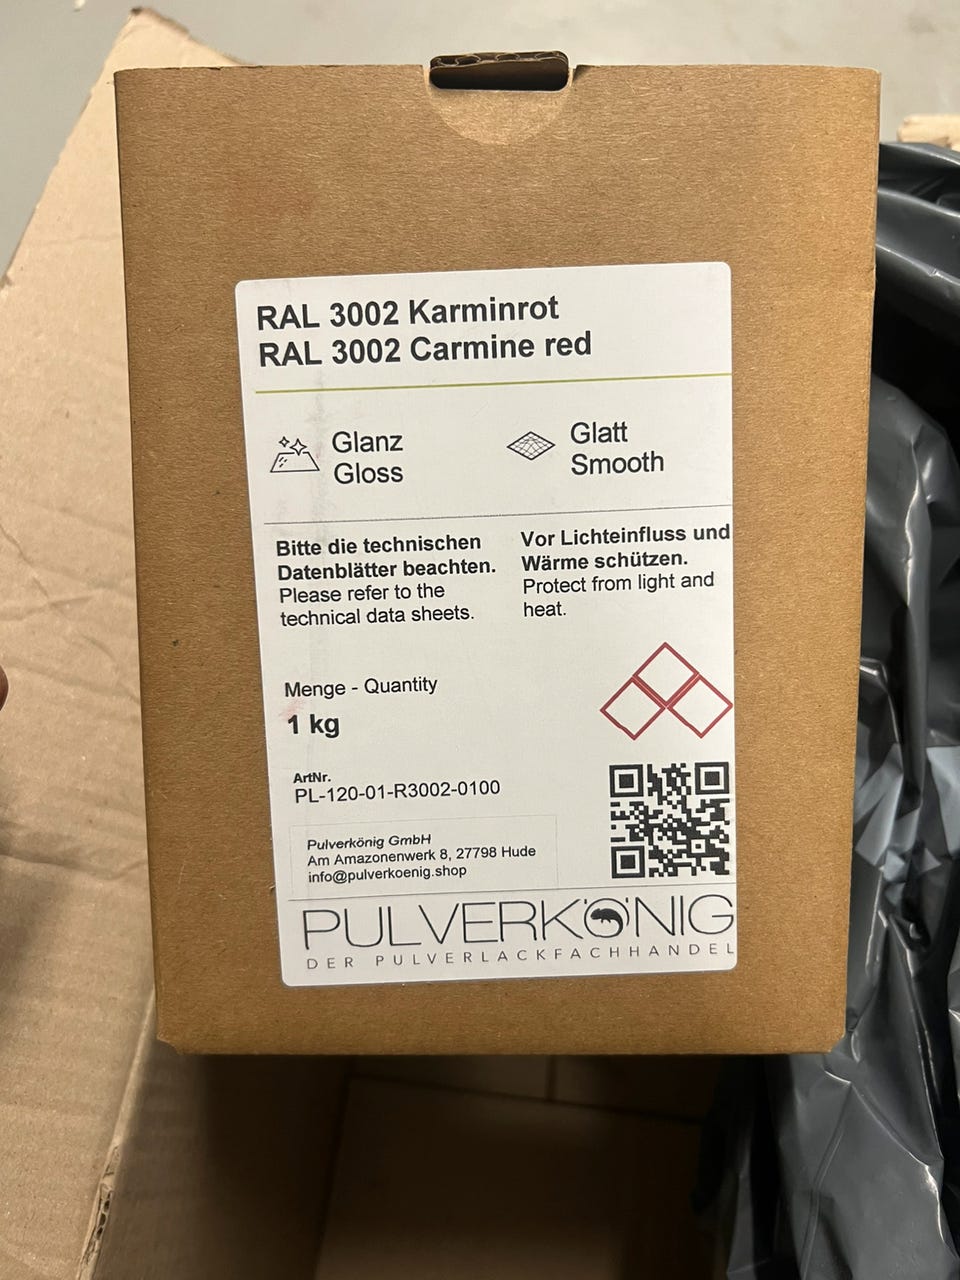 RAL 3002 Karminrot
RAL 3002 Carmine red
Glanz
Gloss
Glatt
Smooth
Bitte die technischen
Datenblätter beachten.
Please refer to the
technical data sheets.
Vor Lichteinfluss und
Wärme schützen.
Protect from light and
heat.
Menge - Quantity
1 kg
ArtNr.
PL-120-01-R3002-0100
Pulverkönig GmbH
Am Amazonenwerk 8, 27798 Hude
info@pulverkoenig.shop
PULVERKÖNIG
DER PULVERLACKFACHHANDEL